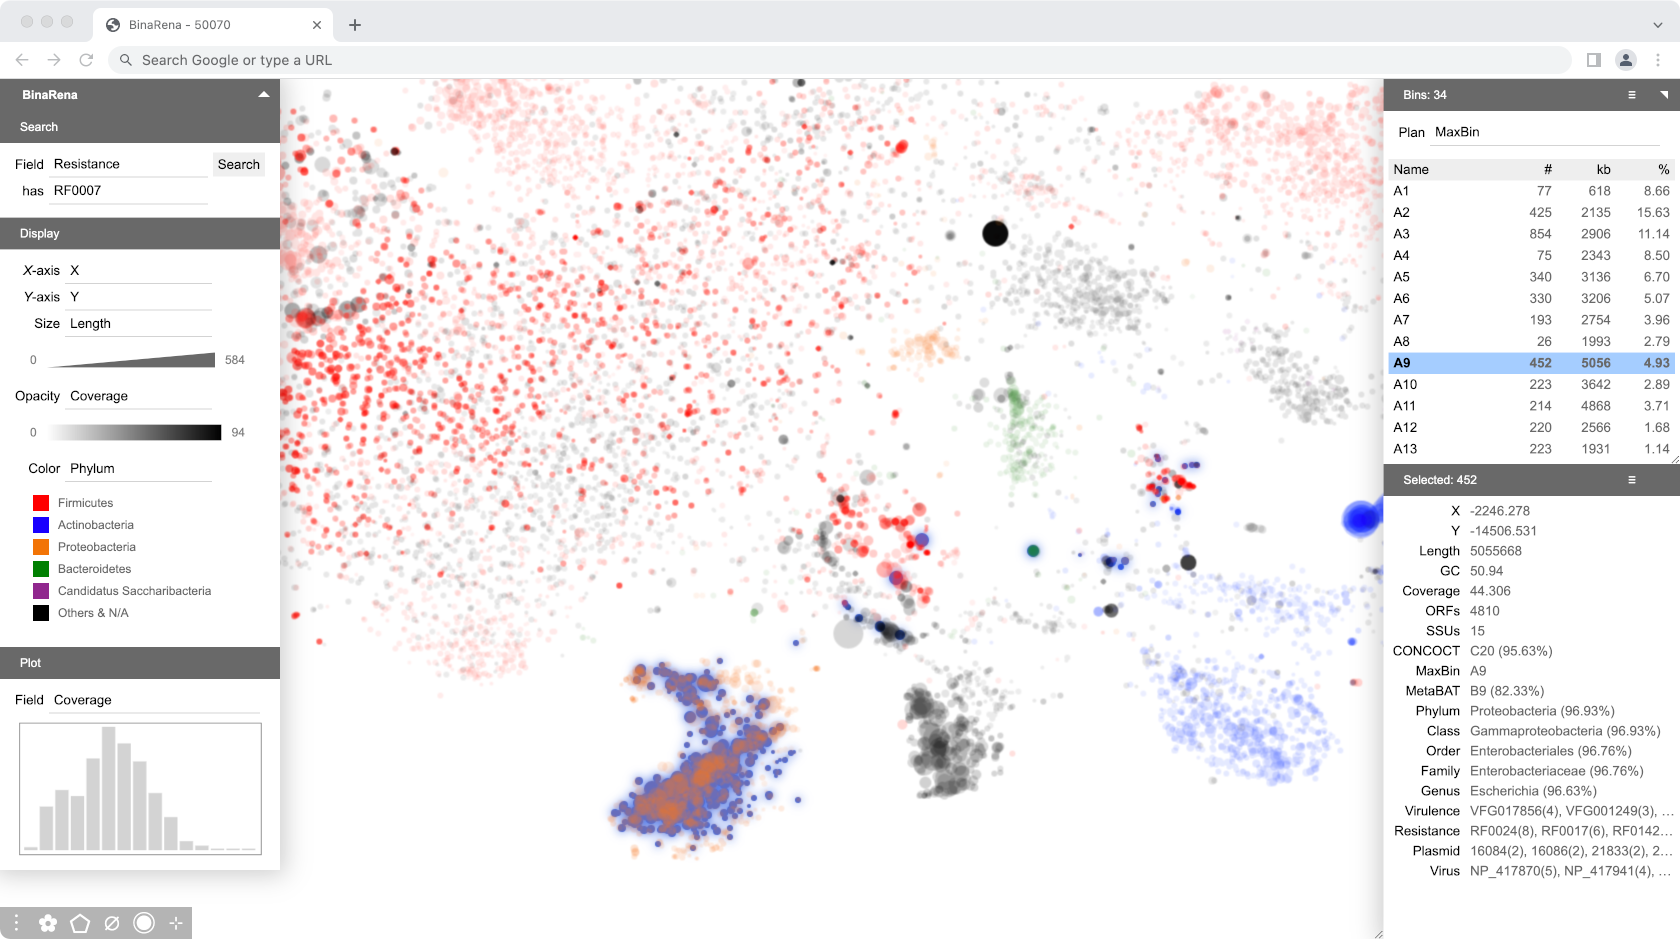 BinaRena - 50070
Search Google or type a URL
BinaRena
Search
Field Resistance Search
has RF0007
Display
X-axis X
Y-axis Y
Size Length
0 584
Opacity Coverage
0 94
Color Phylum
Firmicutes
Actinobacteria
Proteobacteria
Bacteroidetes
Candidatus Saccharibacteria
Others & N/A
Plot
Field Coverage
Bins: 34
Plan MaxBin
Name # kb %
A1 77 618 8.66
A2 425 2135 15.63
A3 854 2906 11.14
A4 75 2343 8.50
A5 340 3136 6.70
A6 330 3206 5.07
A7 193 2754 3.96
A8 26 1993 2.79
A9 452 5056 4.93
A10 223 3642 2.89
A11 214 4868 3.71
A12 220 2566 1.68
A13 223 1931 1.14
Selected: 452
X -2246.278
Y -14506.531
Length 5055668
GC 50.94
Coverage 44.306
ORFs 4810
SSUs 15
CONCOCT C20 (95.63%)
MaxBin A9
MetaBAT B9 (82.33%)
Phylum Proteobacteria (96.93%)
Class Gammaproteobacteria (96.93%)
Order Enterobacteriales (96.76%)
Family Enterobacteriaceae (96.76%)
Genus Escherichia (96.63%)
Virulence VFG017856(4), VFG001249(3), ...
Resistance RF0024(8), RF0017(6), RF0142...
Plasmid 16084(2), 16086(2), 21833(2), 2...
Virus NP_417870(5), NP_417941(4), ...